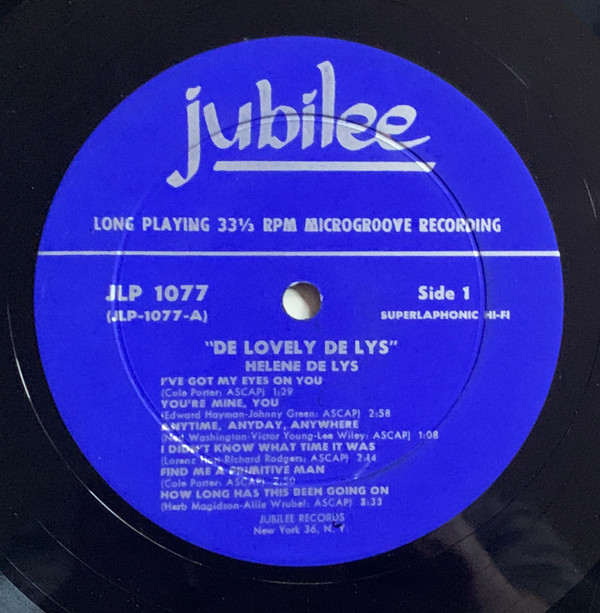 jubilee
LONG PLAYING 33⅓ RPM MICROGROOVE RECORDING
JLP 1077
(JLP-1077-A)
Side 1
SUPERLAPHONIC HI-FI
"DE LOVELY DE LYS"
HELENE DE LYS
I'VE GOT MY EYES ON YOU
(Cole Porter: ASCAP) 1:29
YOU'RE MINE, YOU
(Edward Hayman-Johnny Green: ASCAP) 2:58
ANYTIME, ANYDAY, ANYWHERE
(Ned Washington-Victor Young-Lee Wiley: ASCAP) 1:08
I DIDN'T KNOW WHAT TIME IT WAS
(Lorenz Hart-Richard Rodgers: ASCAP) 2:44
FIND ME A PRIMITIVE MAN
(Cole Porter: ASCAP) 2:50
HOW LONG HAS THIS BEEN GOING ON
(Herb Magidson-Allie Wrubel: ASCAP) 3:33
JUBILEE RECORDS
New York 36, N. Y.